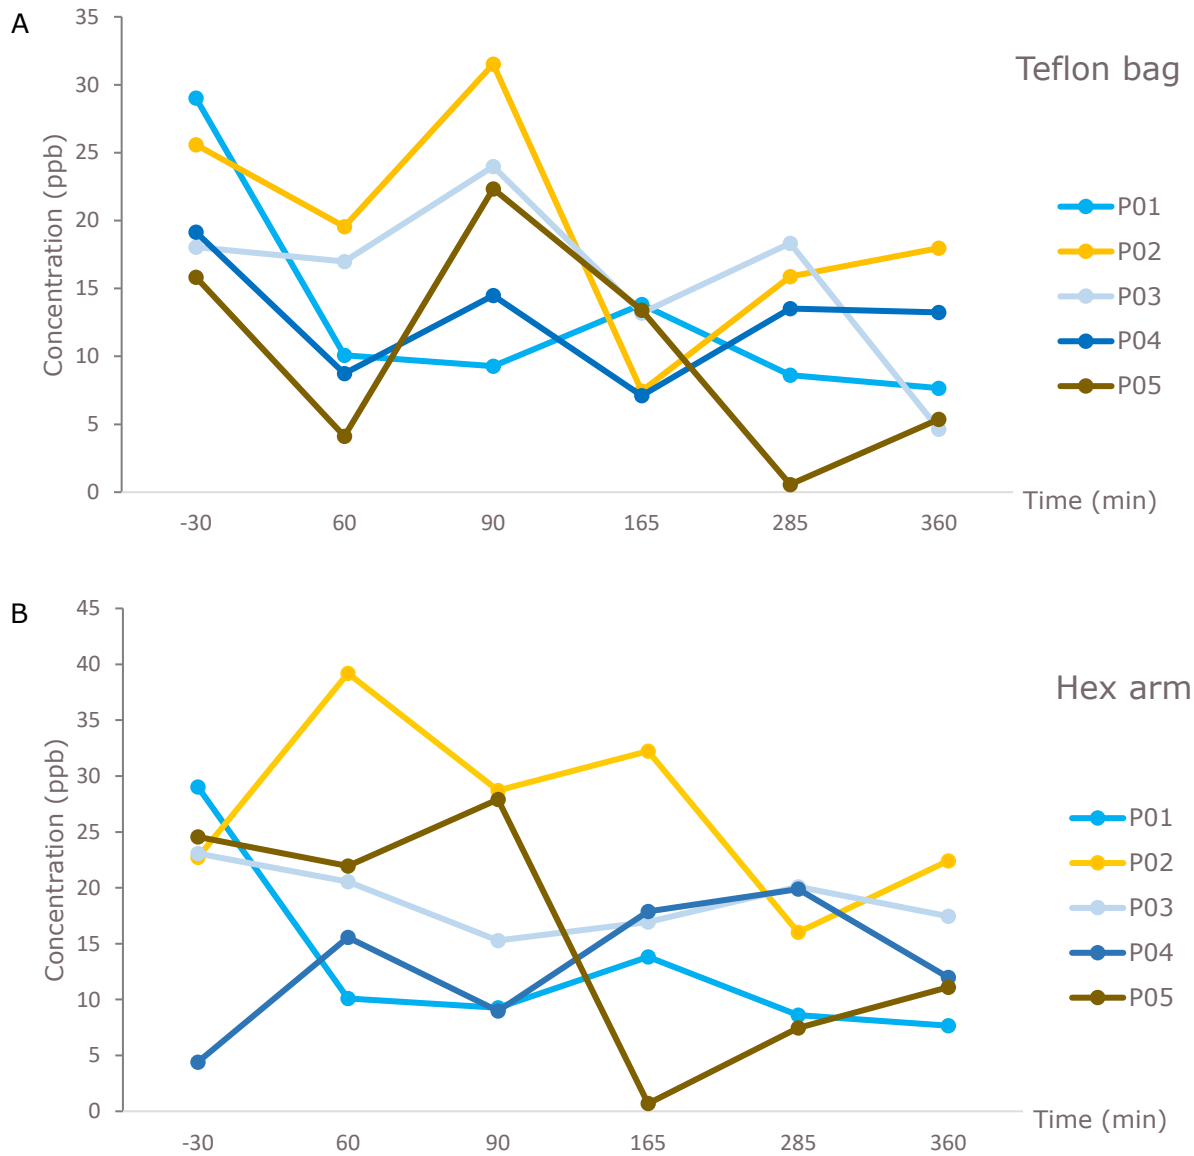 A
Teflon bag
Concentration (ppb)
35
30
25
20
15
10
5
0
-30 60 90 165 285 360
Time (min)
P01
P02
P03
P04
P05
B
Hex arm
Concentration (ppb)
45
40
35
30
25
20
15
10
5
0
-30 60 90 165 285 360
Time (min)
P01
P02
P03
P04
P05